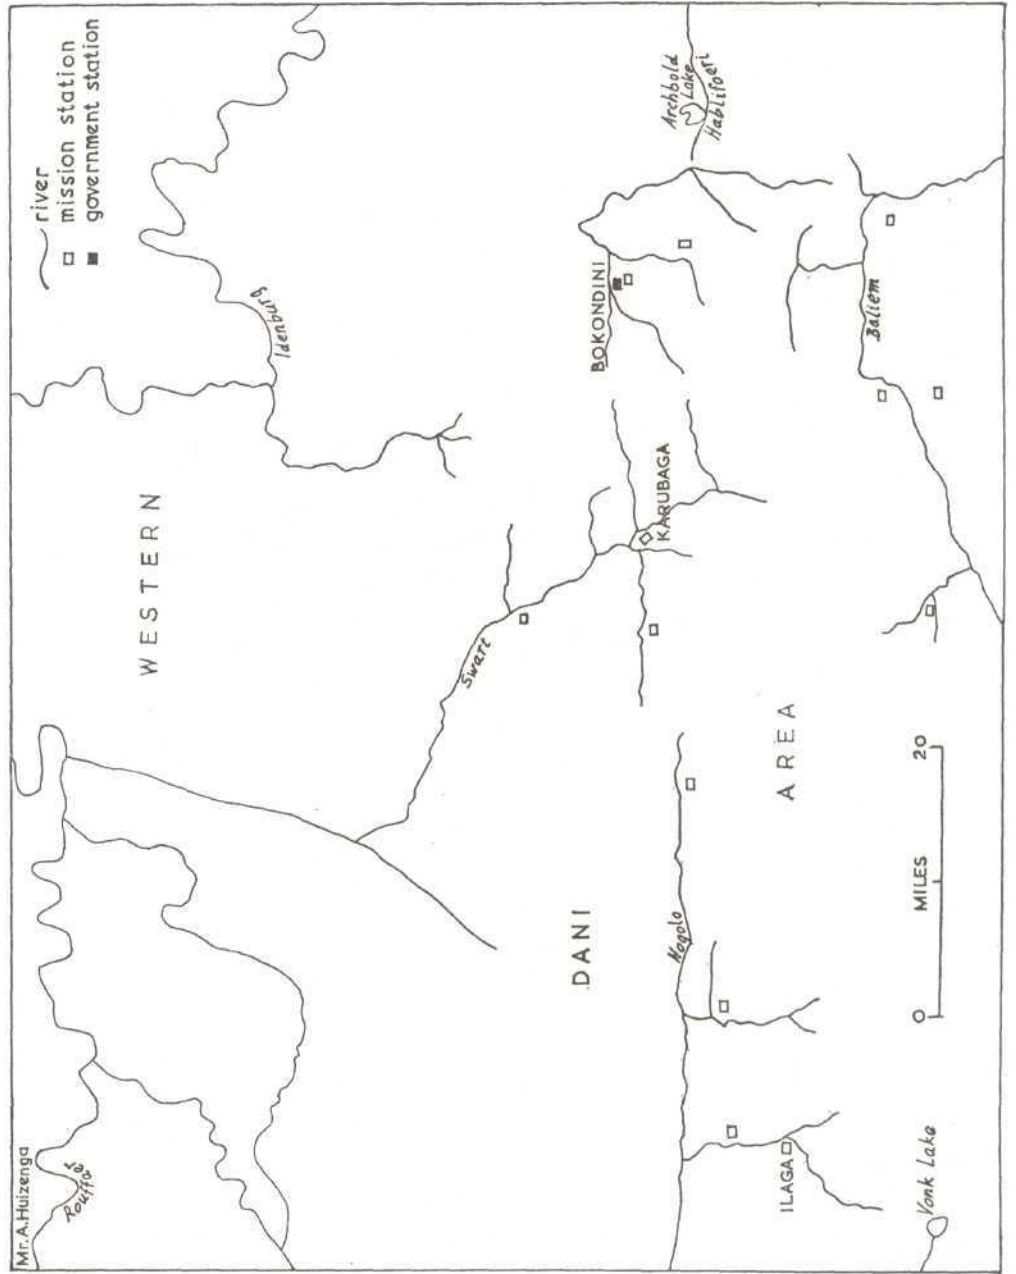 Mr. A. Huizenga
river
mission station
government station
Rouffaer
WESTERN
Idenburg
Swart
Archbold
Lake
Hablifoeri
BOKONDINI
DANI
KARUBAGA
Nogolo
ILAGA
AREA
Baliem
Vonk Lake
0
MILES
20